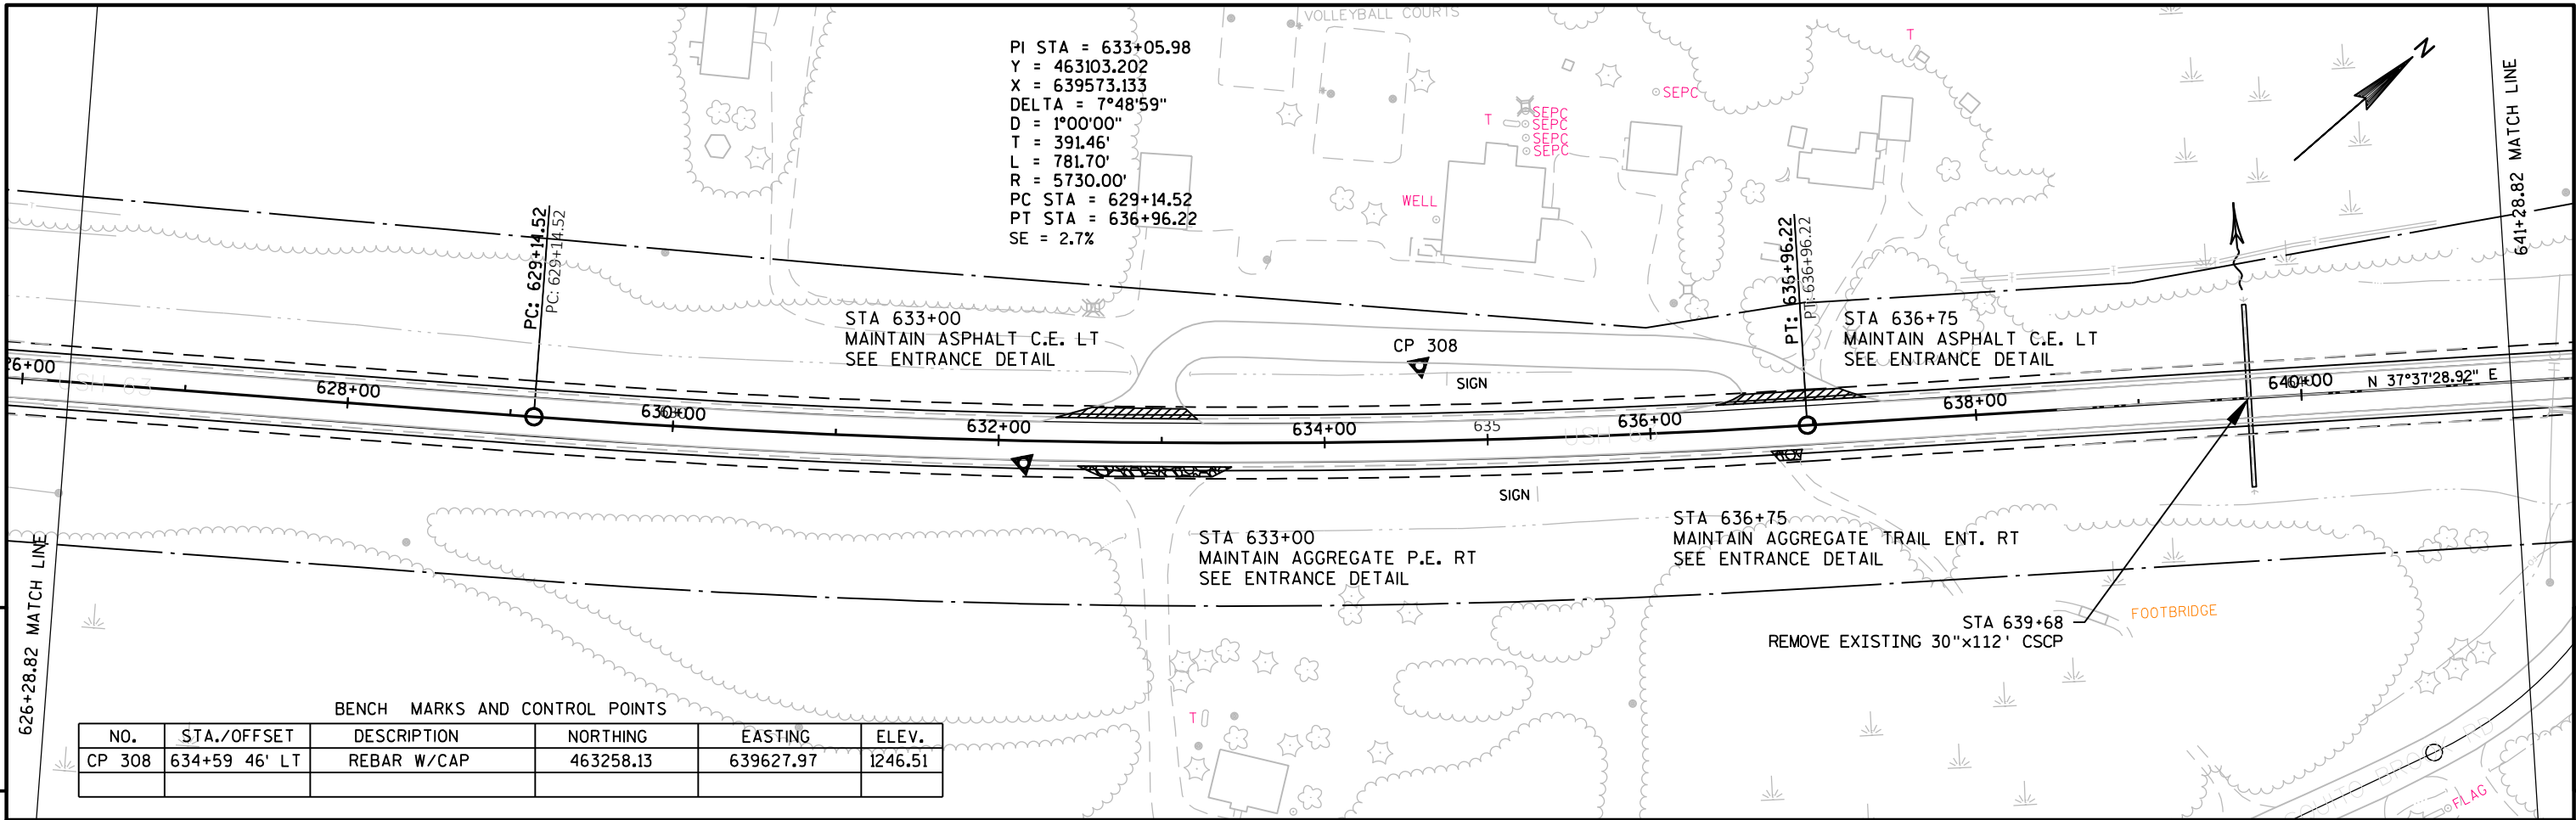 VOLLEYBALL COURTS
PI STA = 633+05.98
Y = 463103.202
X = 639573.133
DELTA = 7°48'59"
D = 1°00'00"
T = 391.46'
L = 781.70'
R = 5730.00'
PC STA = 629+14.52
PT STA = 636+96.22
SE = 2.7%
T
SEPC
T
SEPC
SEPC
SEPC
SEPC
WELL
N
641+28.82 MATCH LINE
PC: 629+14.52
PC: 629+14.52
PT: 636+96.22
PT: 636+96.22
STA 633+00
MAINTAIN ASPHALT C.E. LT
SEE ENTRANCE DETAIL
CP 308
SIGN
STA 636+75
MAINTAIN ASPHALT C.E. LT
SEE ENTRANCE DETAIL
26+00
USH 63
628+00
630+00
632+00
634+00
635
636+00
USH 63
638+00
640+00
N 37°37'28.92" E
SIGN
STA 633+00
MAINTAIN AGGREGATE P.E. RT
SEE ENTRANCE DETAIL
STA 636+75
MAINTAIN AGGREGATE TRAIL ENT. RT
SEE ENTRANCE DETAIL
STA 639+68
REMOVE EXISTING 30"x112' CSCP
FOOTBRIDGE
626+28.82 MATCH LINE
T
BENCH MARKS AND CONTROL POINTS
NO. STA./OFFSET DESCRIPTION NORTHING EASTING ELEV.
CP 308 634+59 46' LT REBAR W/CAP 463258.13 639627.97 1246.51
FLAG